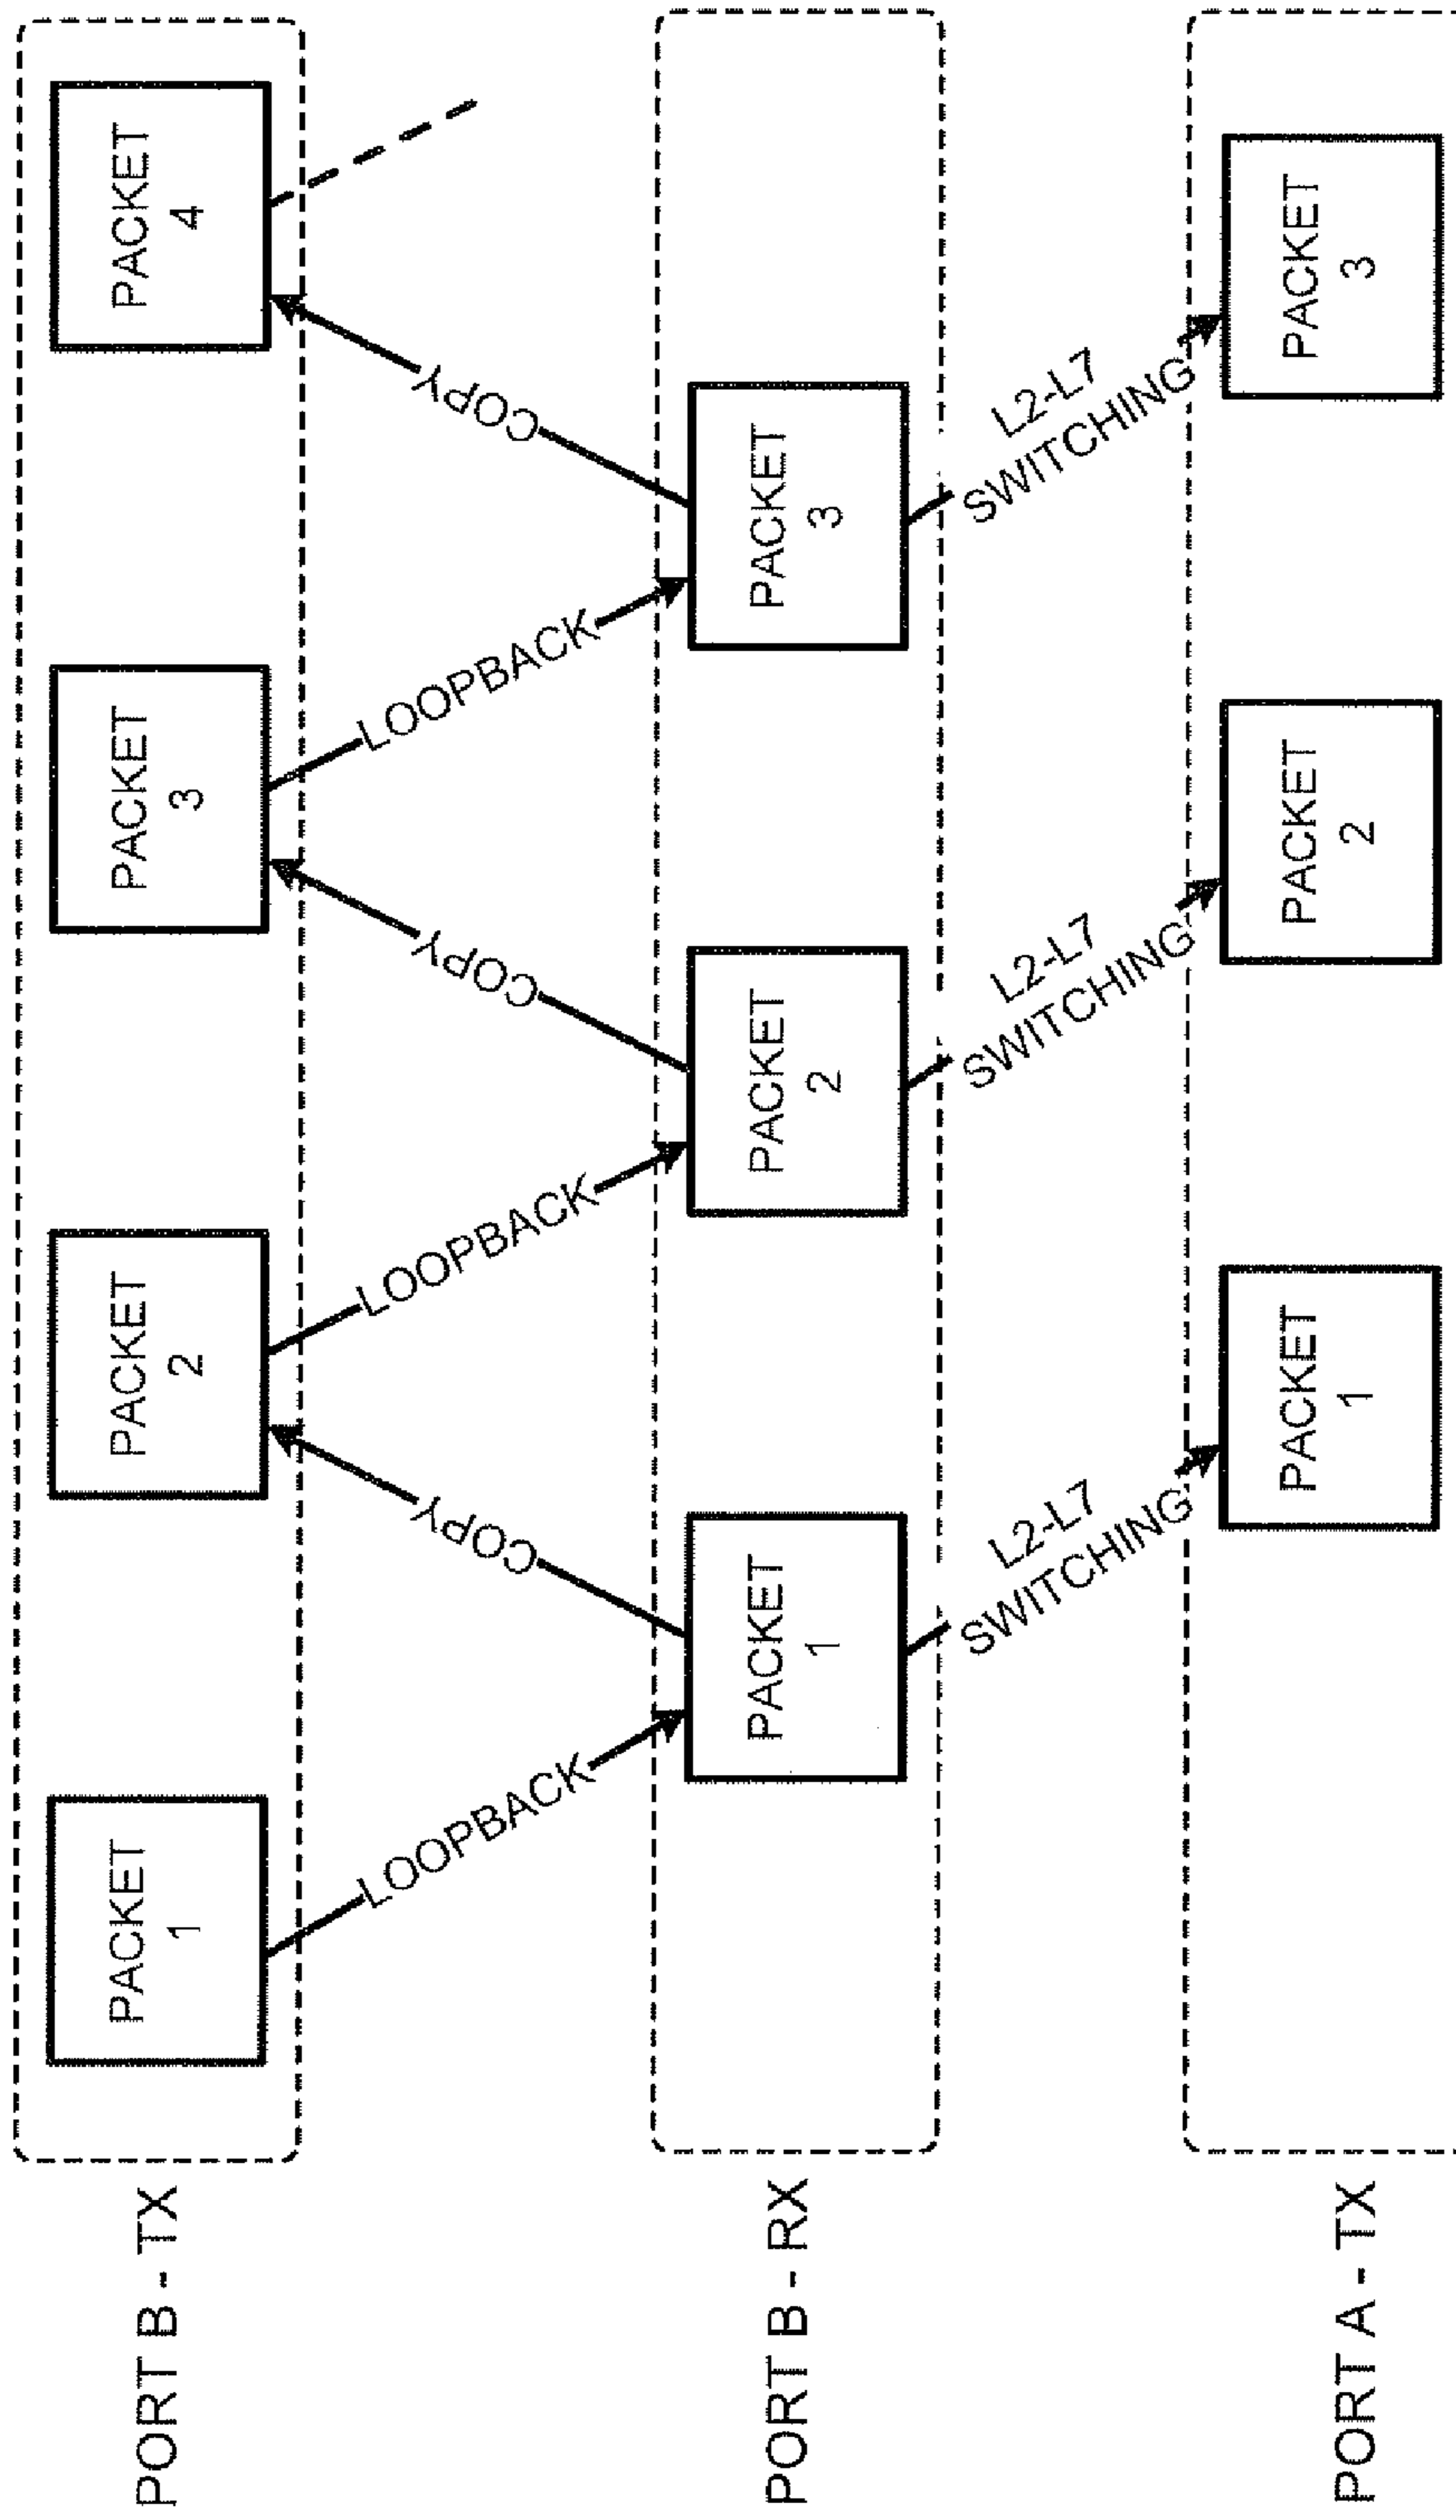 PORT B - TX
PACKET
1
PACKET
2
PACKET
3
PACKET
4
LOOPBACK
COPY
LOOPBACK
COPY
LOOPBACK
COPY
PORT B - RX
PACKET
1
PACKET
2
PACKET
3
L2-L7
SWITCHING
L2-L7
SWITCHING
L2-L7
SWITCHING
PORT A - TX
PACKET
1
PACKET
2
PACKET
3